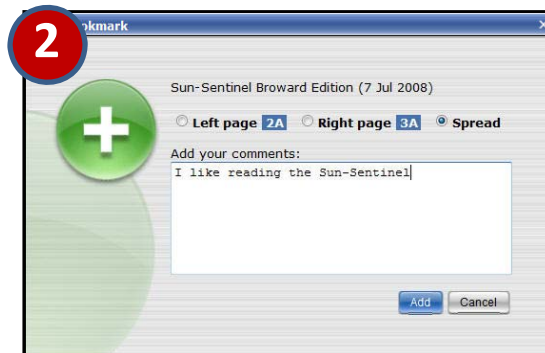 2
okmark
Sun-Sentinel Broward Edition (7 Jul 2008)
Left page 2A Right page 3A Spread
Add your comments:
I like reading the Sun-Sentinel
Add Cancel